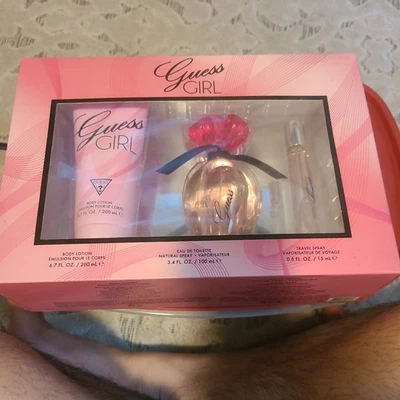 Guess
GIRL
Guess
GIRL
?
BODY LOTION
ÉMULSION POUR LE CORPS
6.7 FL. OZ. / 200 mL ℮
Guess
BODY LOTION
ÉMULSION POUR LE CORPS
6.7 FL. OZ. / 200 mL ℮
EAU DE TOILETTE
NATURAL SPRAY • VAPORISATEUR
3.4 FL. OZ. / 100 mL ℮
TRAVEL SPRAY
VAPORISATEUR DE VOYAGE
0.5 FL. OZ. / 15 mL ℮